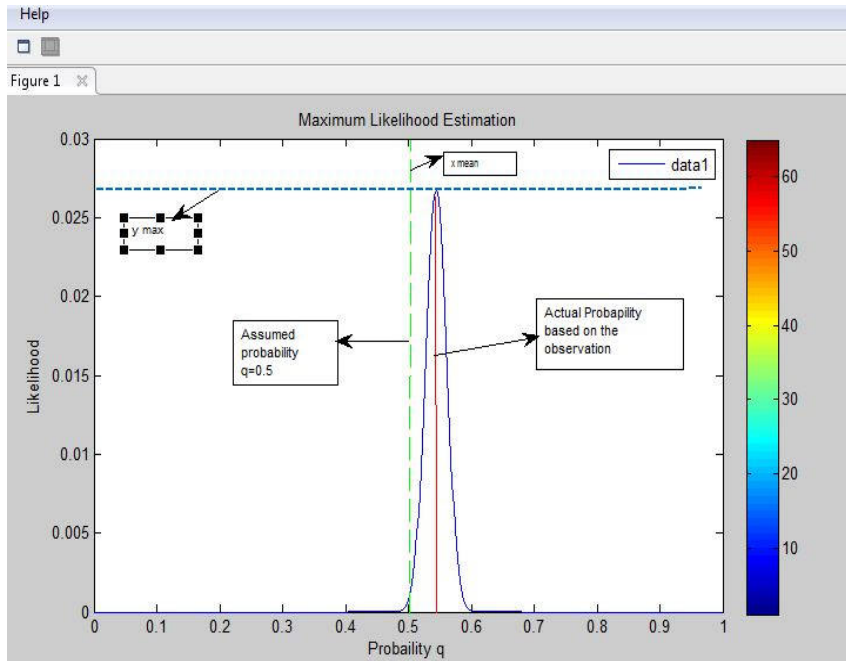 Help
Figure 1
Maximum Likelihood Estimation
0.03
0.025
0.02
0.015
0.01
0.005
0
Likelihood
0 0.1 0.2 0.3 0.4 0.5 0.6 0.7 0.8 0.9 1
Probaility q
x mean
data1
y max
Assumed
probability
q=0.5
Actual Probapility
based on the
observation
60
50
40
30
20
10